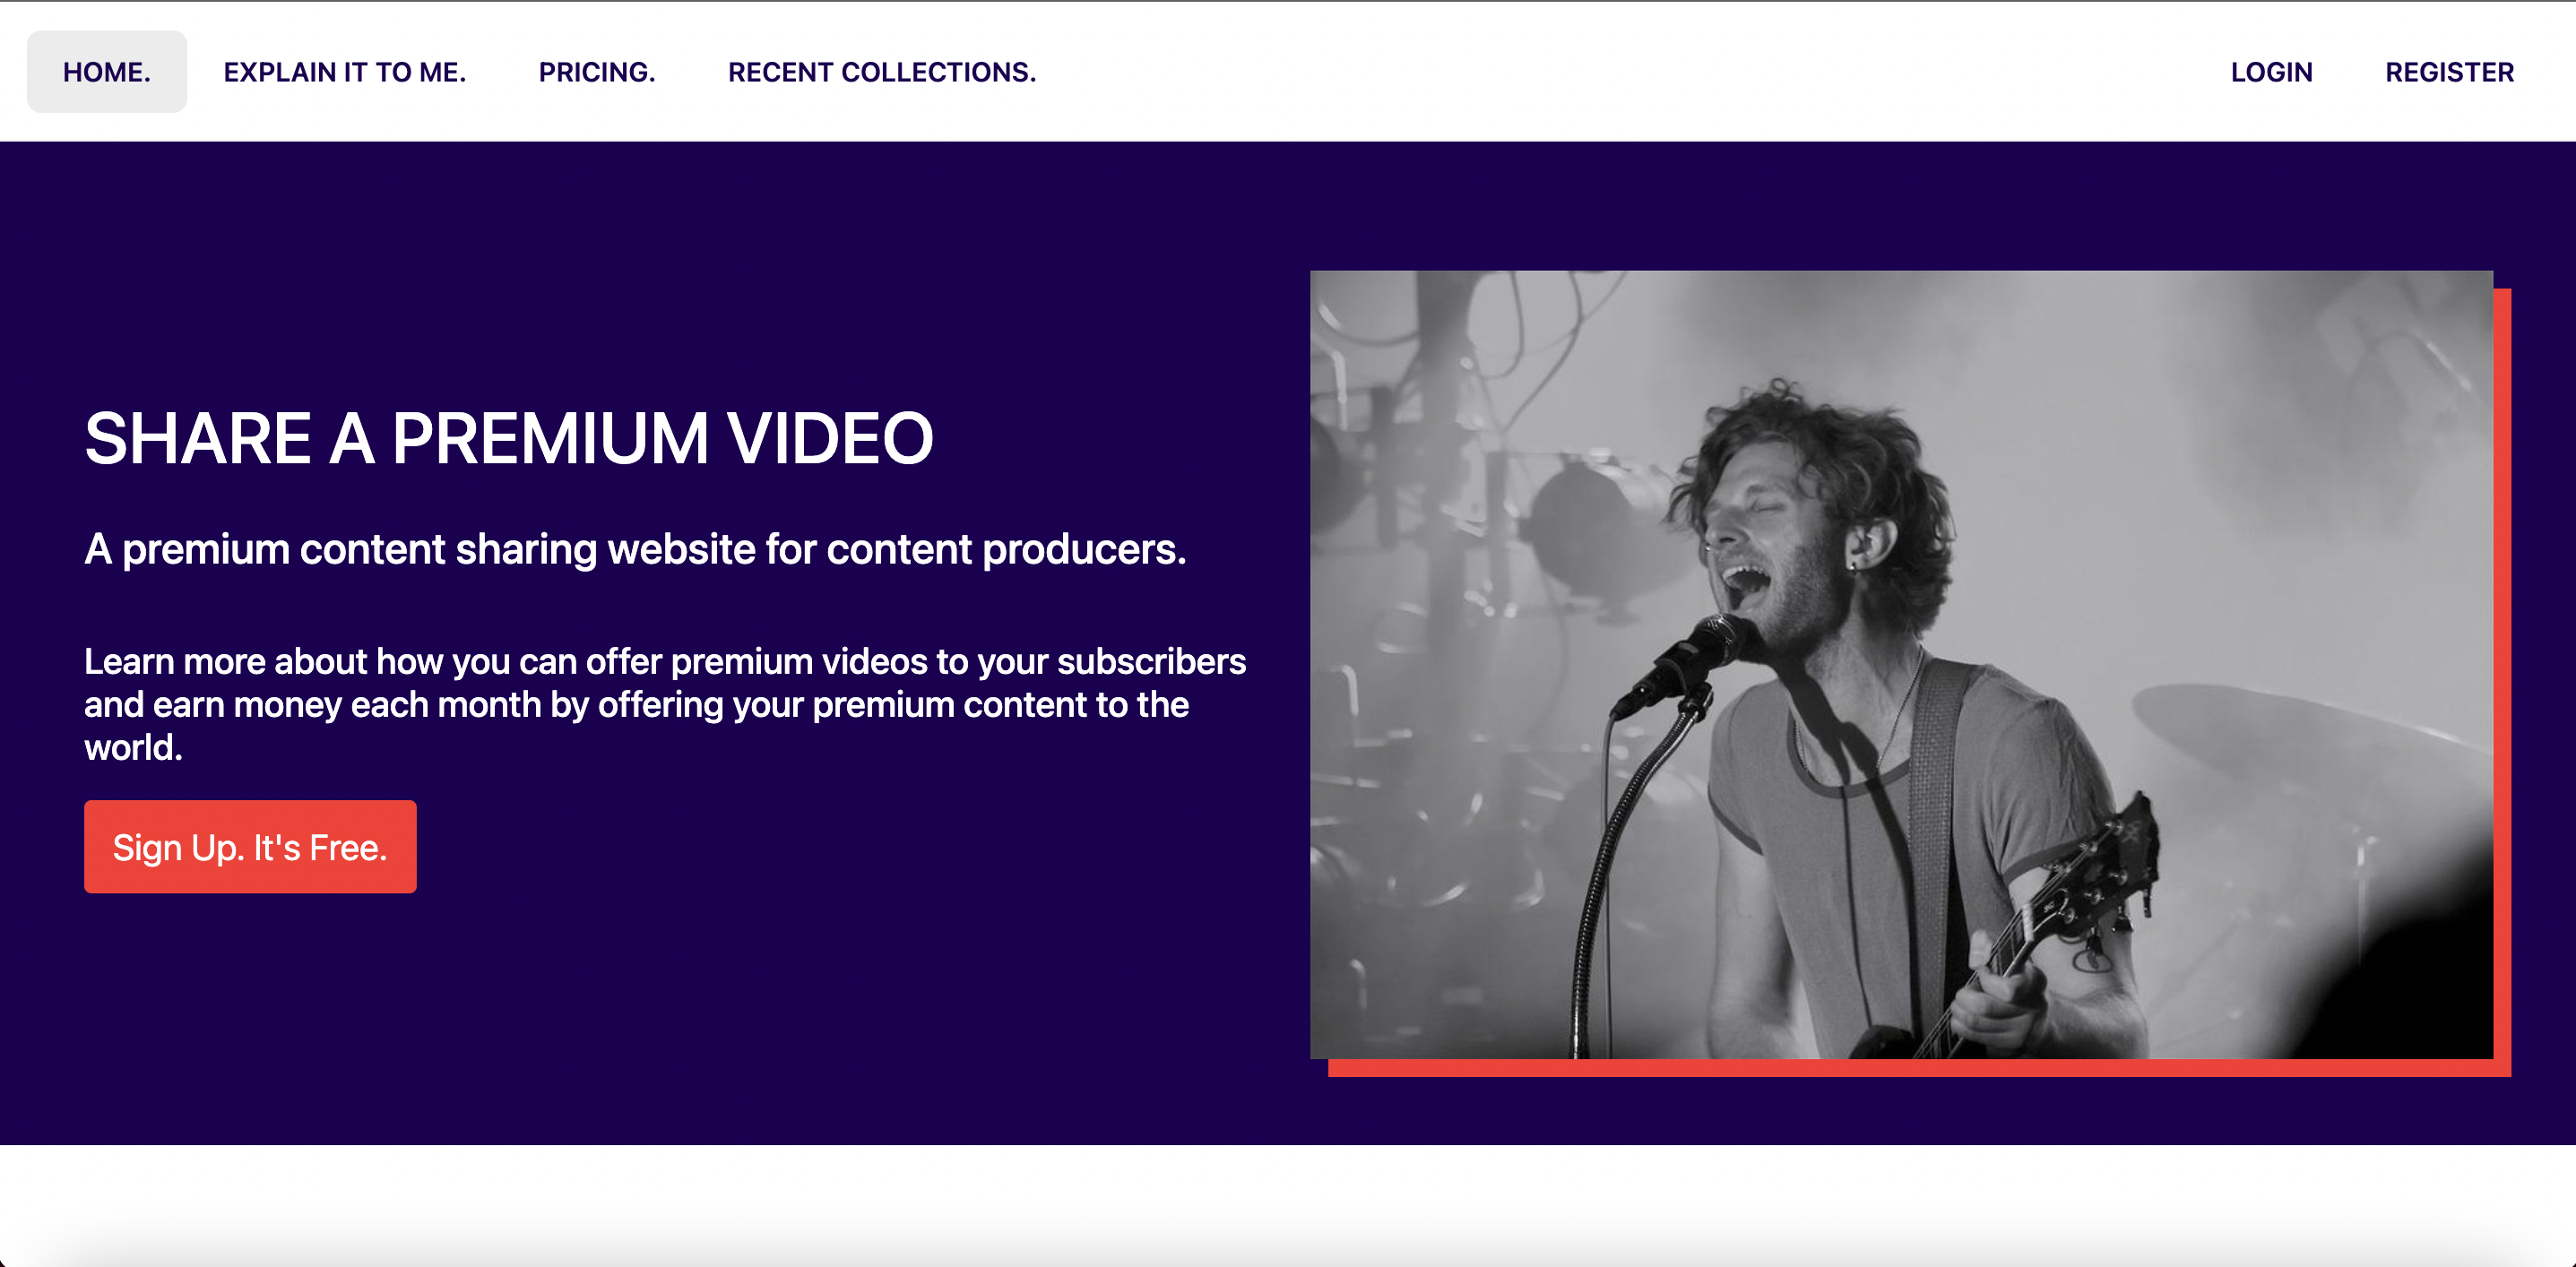 HOME.
EXPLAIN IT TO ME.
PRICING.
RECENT COLLECTIONS.
LOGIN
REGISTER
SHARE A PREMIUM VIDEO
A premium content sharing website for content producers.
Learn more about how you can offer premium videos to your subscribers
and earn money each month by offering your premium content to the
world.
Sign Up. It's Free.